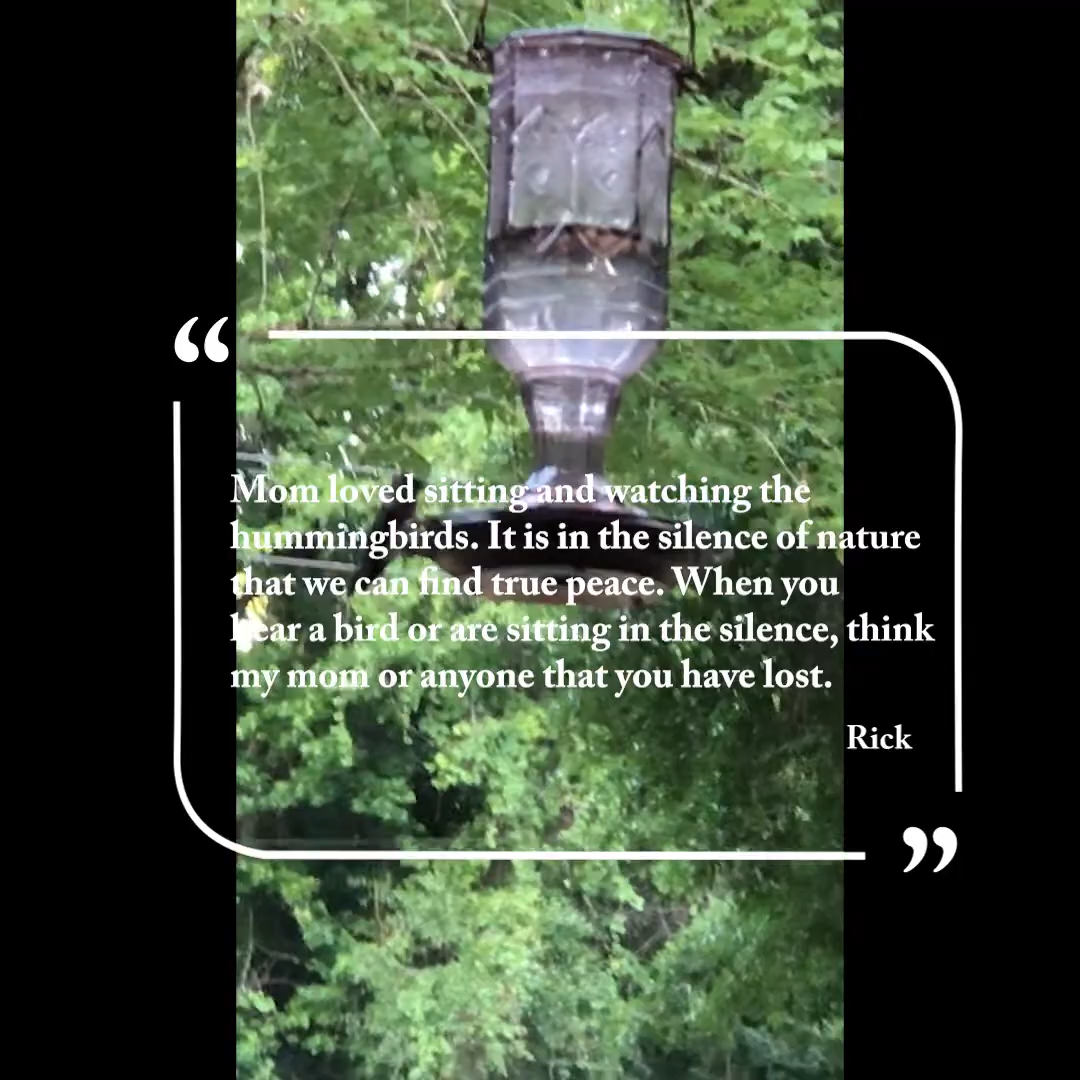 “
Mom loved sitting and watching the
hummingbirds. It is in the silence of nature
that we can find true peace. When you
hear a bird or are sitting in the silence, think
my mom or anyone that you have lost.
Rick
”